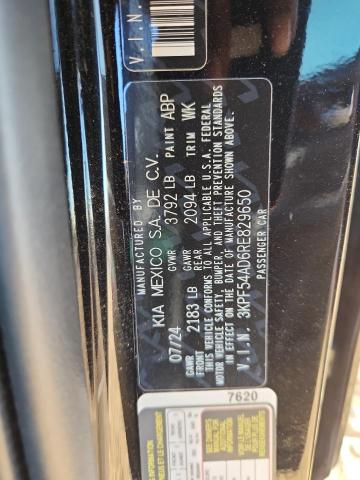 V.I.N.
MANUFACTURED BY
KIA MEXICO S.A. DE C.V.
07/24 GVWR 3792 LB PAINT ABP
GAWR FRONT 2183 LB GAWR REAR 2094 LB TRIM WK
THIS VEHICLE CONFORMS TO ALL APPLICABLE U.S.A. FEDERAL
MOTOR VEHICLE SAFETY, BUMPER, AND THEFT PREVENTION STANDARDS
IN EFFECT ON THE DATE OF MANUFACTURE SHOWN ABOVE.
V.I.N. 3KPF54AD6RE829650
PASSENGER CAR
7620